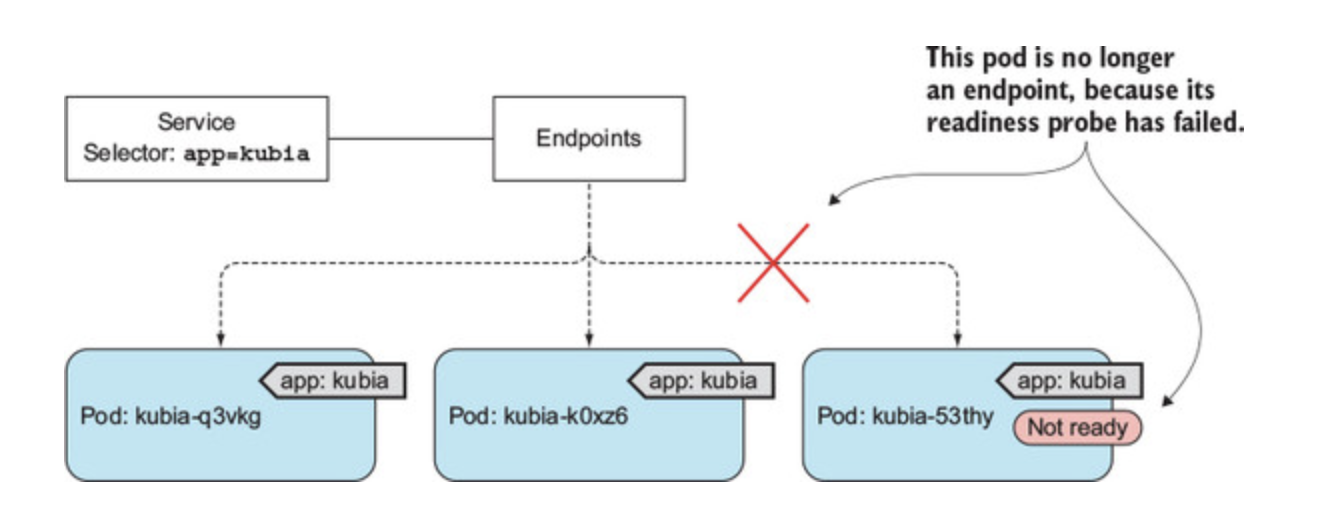 This pod is no longer
an endpoint, because its
readiness probe has failed.
Service
Selector: app=kubia
Endpoints
app: kubia
Pod: kubia-q3vkg
app: kubia
Pod: kubia-k0xz6
app: kubia
Pod: kubia-53thy
Not ready